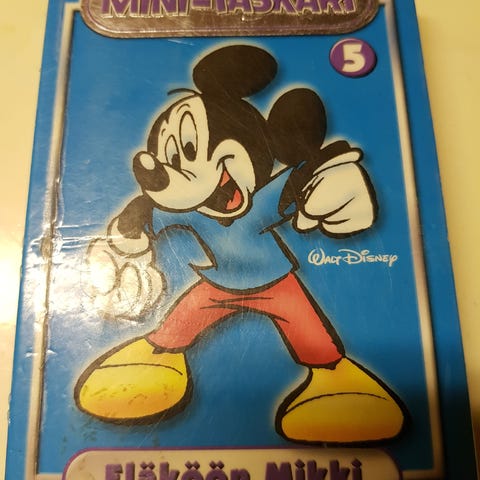 MINI-TASKARI
5
WALT DISNEY
Eläköön Mikki